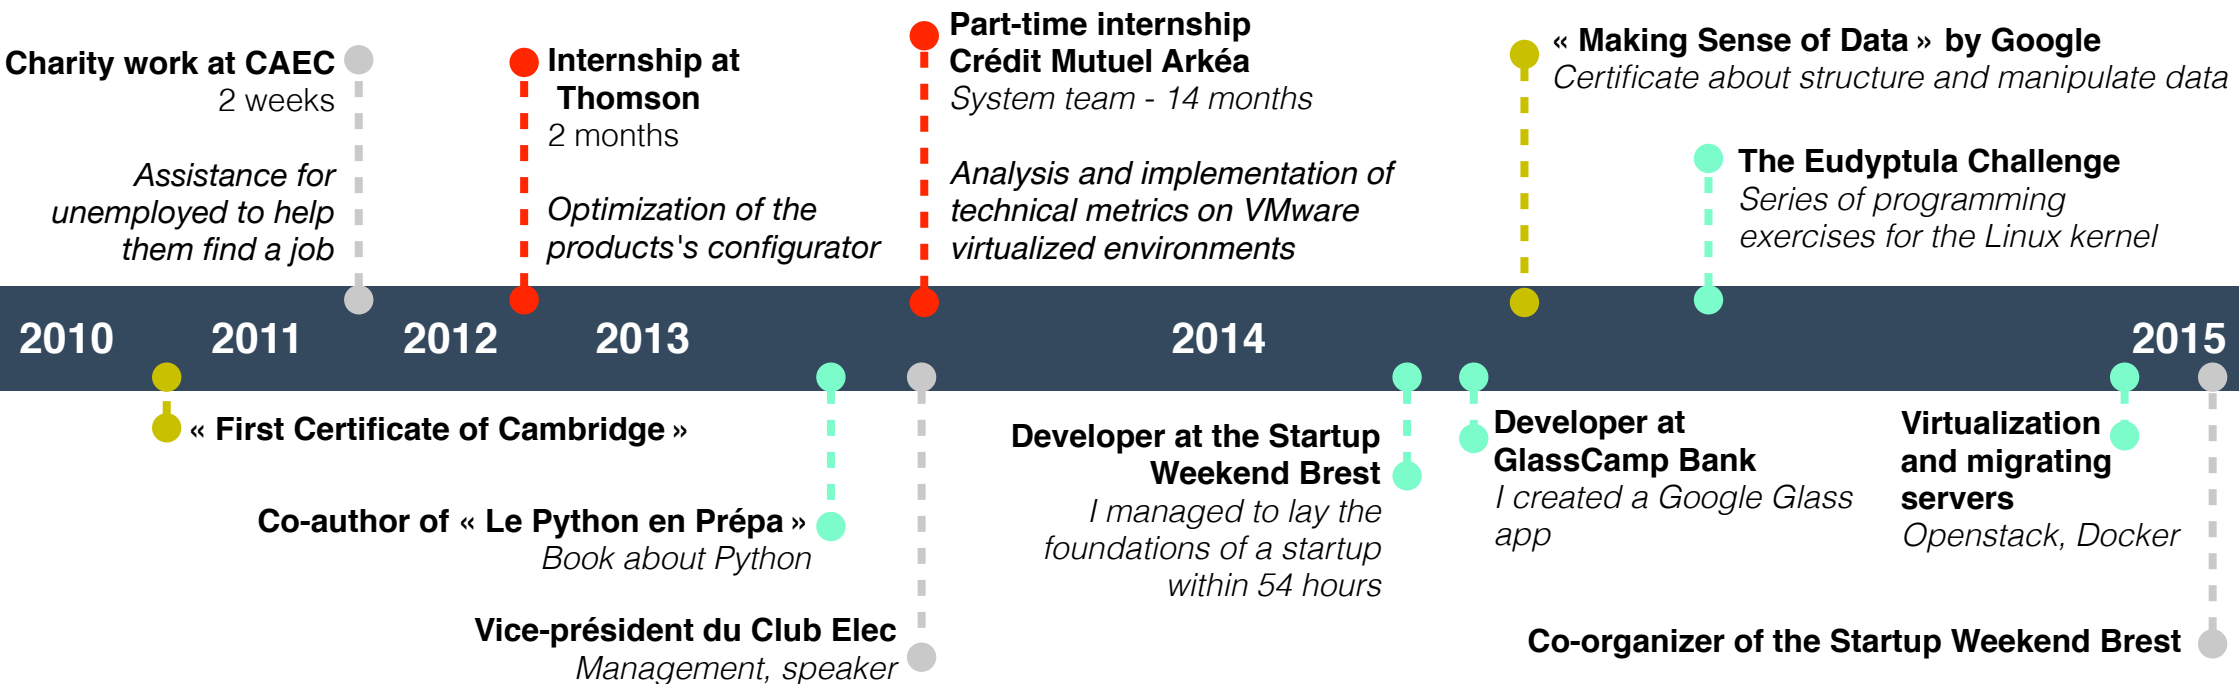 Charity work at CAEC
2 weeks
Assistance for
unemployed to help
them find a job
Internship at
Thomson
2 months
Optimization of the
products's configurator
Part-time internship
Crédit Mutuel Arkéa
System team - 14 months
Analysis and implementation of
technical metrics on VMware
virtualized environments
« Making Sense of Data » by Google
Certificate about structure and manipulate data
The Eudyptula Challenge
Series of programming
exercises for the Linux kernel
2010 2011 2012 2013 2014 2015
« First Certificate of Cambridge »
Co-author of « Le Python en Prépa »
Book about Python
Vice-président du Club Elec
Management, speaker
Developer at the Startup
Weekend Brest
I managed to lay the
foundations of a startup
within 54 hours
Developer at
GlassCamp Bank
I created a Google Glass
app
Virtualization
and migrating
servers
Openstack, Docker
Co-organizer of the Startup Weekend Brest